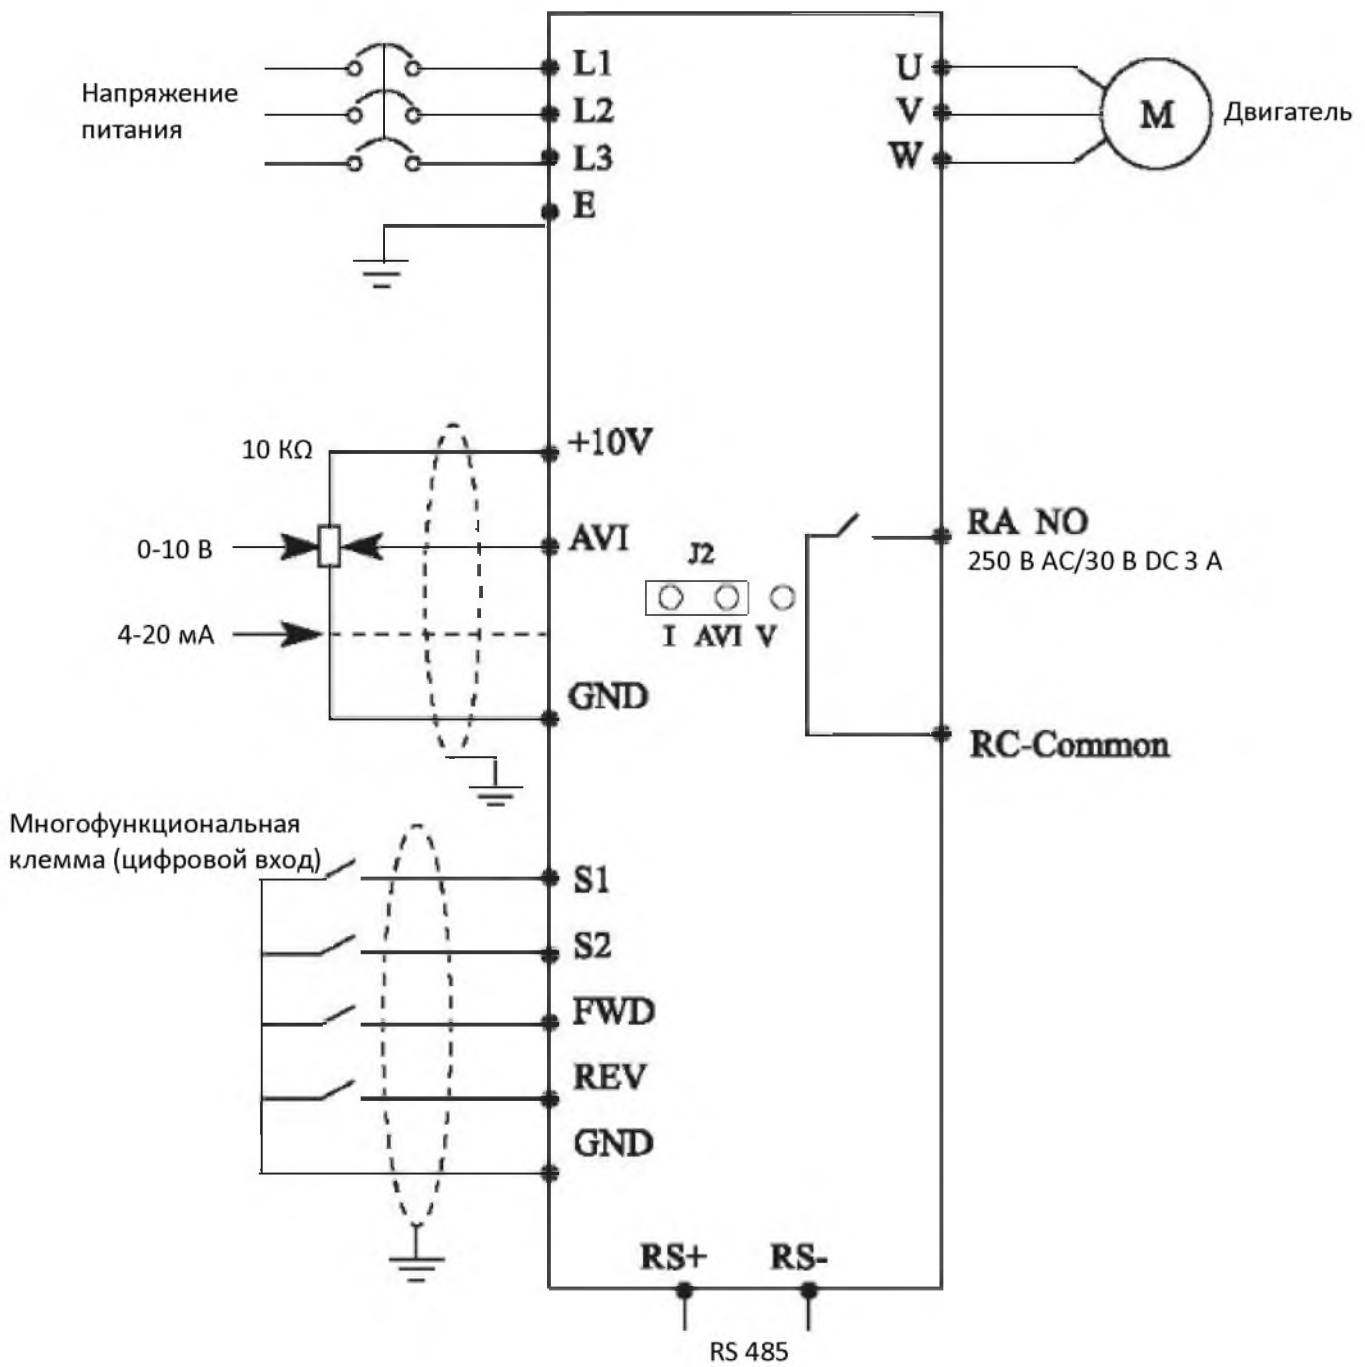 Напряжение
питания
L1
L2
L3
E
U
V
W
M
Двигатель
10 КΩ
+10V
0-10 В
AVI
4-20 мА
GND
J2
I AVI V
RA NO
250 В AC/30 В DC 3 А
RC-Common
Многофункциональная
клемма (цифровой вход)
S1
S2
FWD
REV
GND
RS+ RS-
RS 485